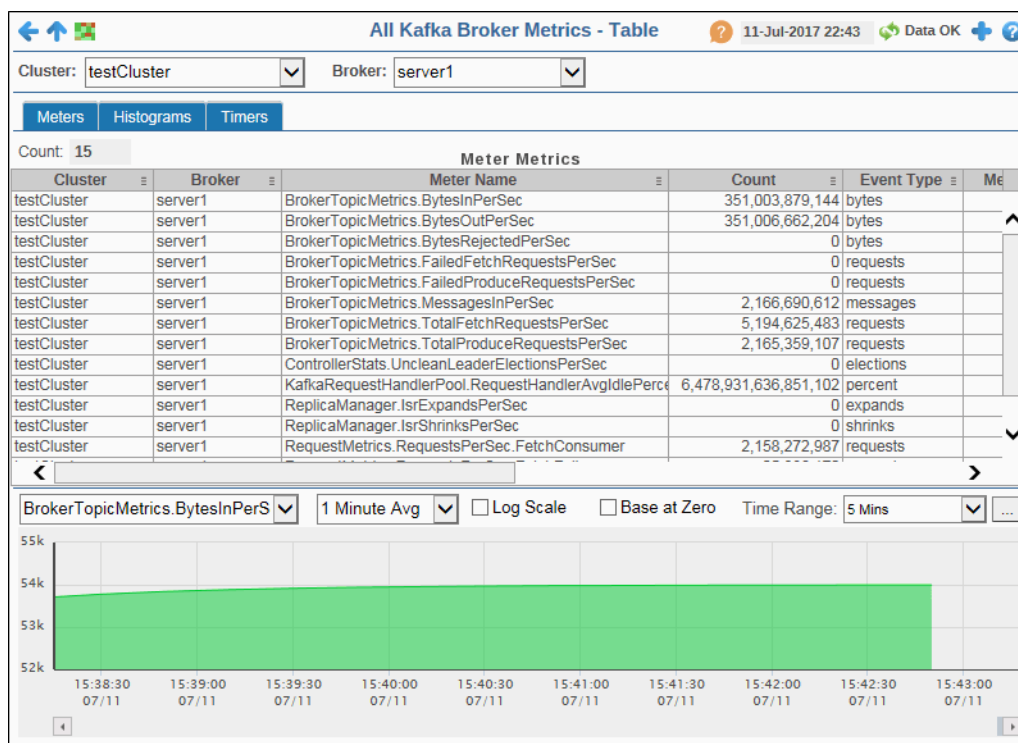 All Kafka Broker Metrics - Table ? 11-Jul-2017 22:43 Data OK ?
Cluster: testCluster Broker: server1
Meters Histograms Timers
Count: 15
Meter Metrics
Cluster Broker Meter Name Count Event Type Me
testCluster server1 BrokerTopicMetrics.BytesInPerSec 351,003,879,144 bytes
testCluster server1 BrokerTopicMetrics.BytesOutPerSec 351,006,662,204 bytes
testCluster server1 BrokerTopicMetrics.BytesRejectedPerSec 0 bytes
testCluster server1 BrokerTopicMetrics.FailedFetchRequestsPerSec 0 requests
testCluster server1 BrokerTopicMetrics.FailedProduceRequestsPerSec 0 requests
testCluster server1 BrokerTopicMetrics.MessagesInPerSec 2,166,690,612 messages
testCluster server1 BrokerTopicMetrics.TotalFetchRequestsPerSec 5,194,625,483 requests
testCluster server1 BrokerTopicMetrics.TotalProduceRequestsPerSec 2,165,359,107 requests
testCluster server1 ControllerStats.UncleanLeaderElectionsPerSec 0 elections
testCluster server1 KafkaRequestHandlerPool.RequestHandlerAvgIdlePerce 6,478,931,636,851,102 percent
testCluster server1 ReplicaManager.IsrExpandsPerSec 0 expands
testCluster server1 ReplicaManager.IsrShrinksPerSec 0 shrinks
testCluster server1 RequestMetrics.RequestsPerSec.FetchConsumer 2,158,272,987 requests
BrokerTopicMetrics.BytesInPerS 1 Minute Avg Log Scale Base at Zero Time Range: 5 Mins ...
55k
54k
53k
52k
15:38:30 15:39:00 15:39:30 15:40:00 15:40:30 15:41:00 15:41:30 15:42:00 15:42:30 15:43:00
07/11 07/11 07/11 07/11 07/11 07/11 07/11 07/11 07/11 07/11